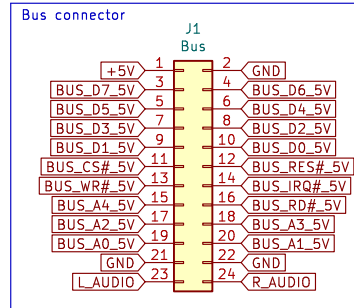 Bus connector
J1
Bus
+5V 1 2 GND
BUS_D7_5V 3 4 BUS_D6_5V
BUS_D5_5V 5 6 BUS_D4_5V
BUS_D3_5V 7 8 BUS_D2_5V
BUS_D1_5V 9 10 BUS_D0_5V
BUS_CS#_5V 11 12 BUS_RES#_5V
BUS_WR#_5V 13 14 BUS_IRQ#_5V
BUS_A4_5V 15 16 BUS_RD#_5V
BUS_A2_5V 17 18 BUS_A3_5V
BUS_A0_5V 19 20 BUS_A1_5V
GND 21 22 GND
L_AUDIO 23 24 R_AUDIO